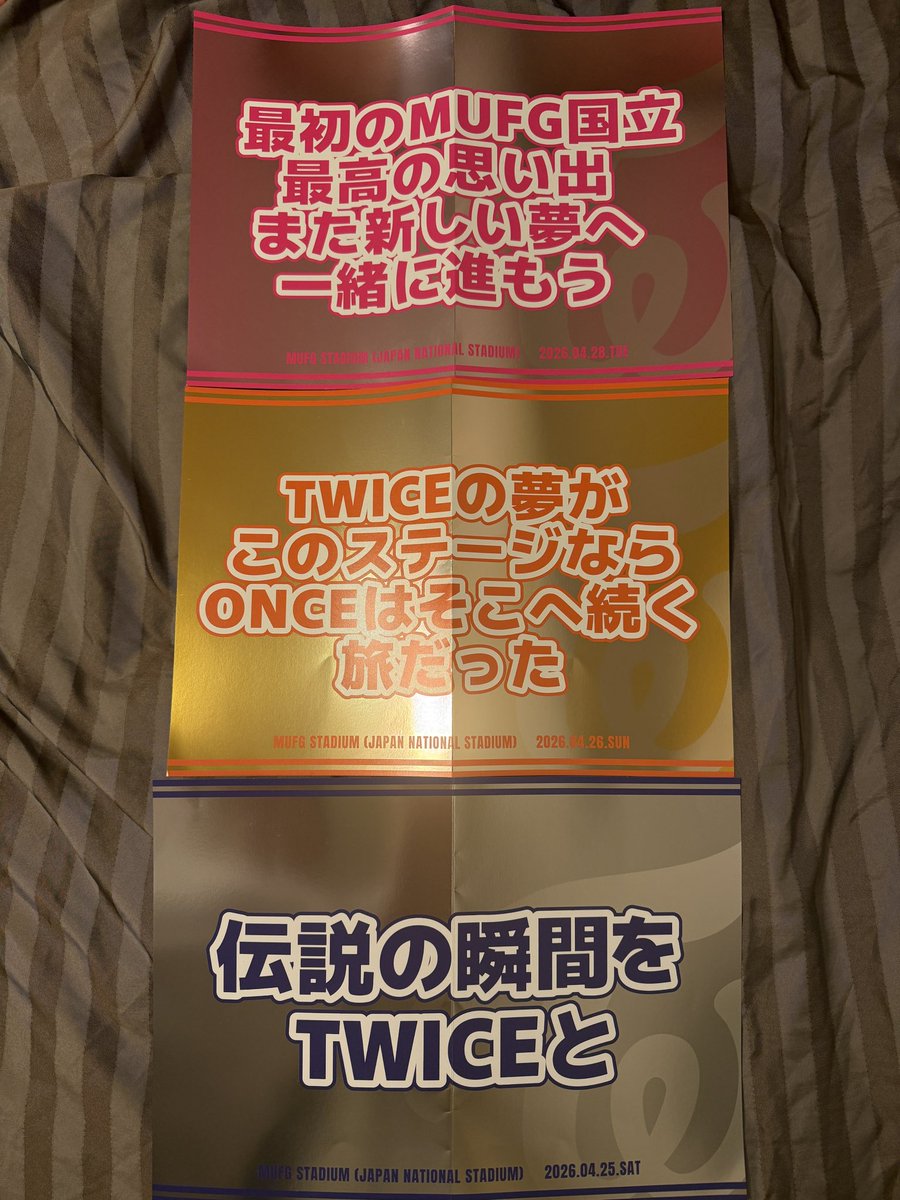 最初のMUFG国立
最高の思い出
また新しい夢へ
一緒に進もう
MUFG STADIUM (JAPAN NATIONAL STADIUM) 2026.04.28.TUE
TWICEの夢が
このステージなら
ONCEはそこへ続く
旅だった
MUFG STADIUM (JAPAN NATIONAL STADIUM) 2026.04.26.SUN
伝説の瞬間を
TWICEと
MUFG STADIUM (JAPAN NATIONAL STADIUM) 2026.04.25.SAT